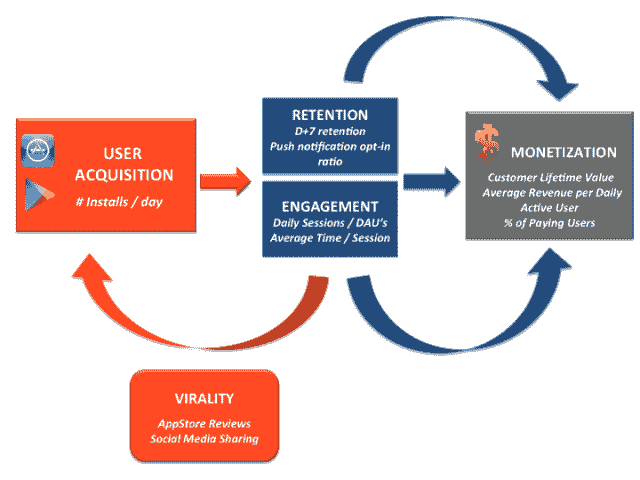 USER
ACQUISITION
# Installs / day
RETENTION
D+7 retention
Push notification opt-in
ratio
ENGAGEMENT
Daily Sessions / DAU's
Average Time / Session
MONETIZATION
Customer Lifetime Value
Average Revenue per Daily
Active User
% of Paying Users
VIRALITY
AppStore Reviews
Social Media Sharing